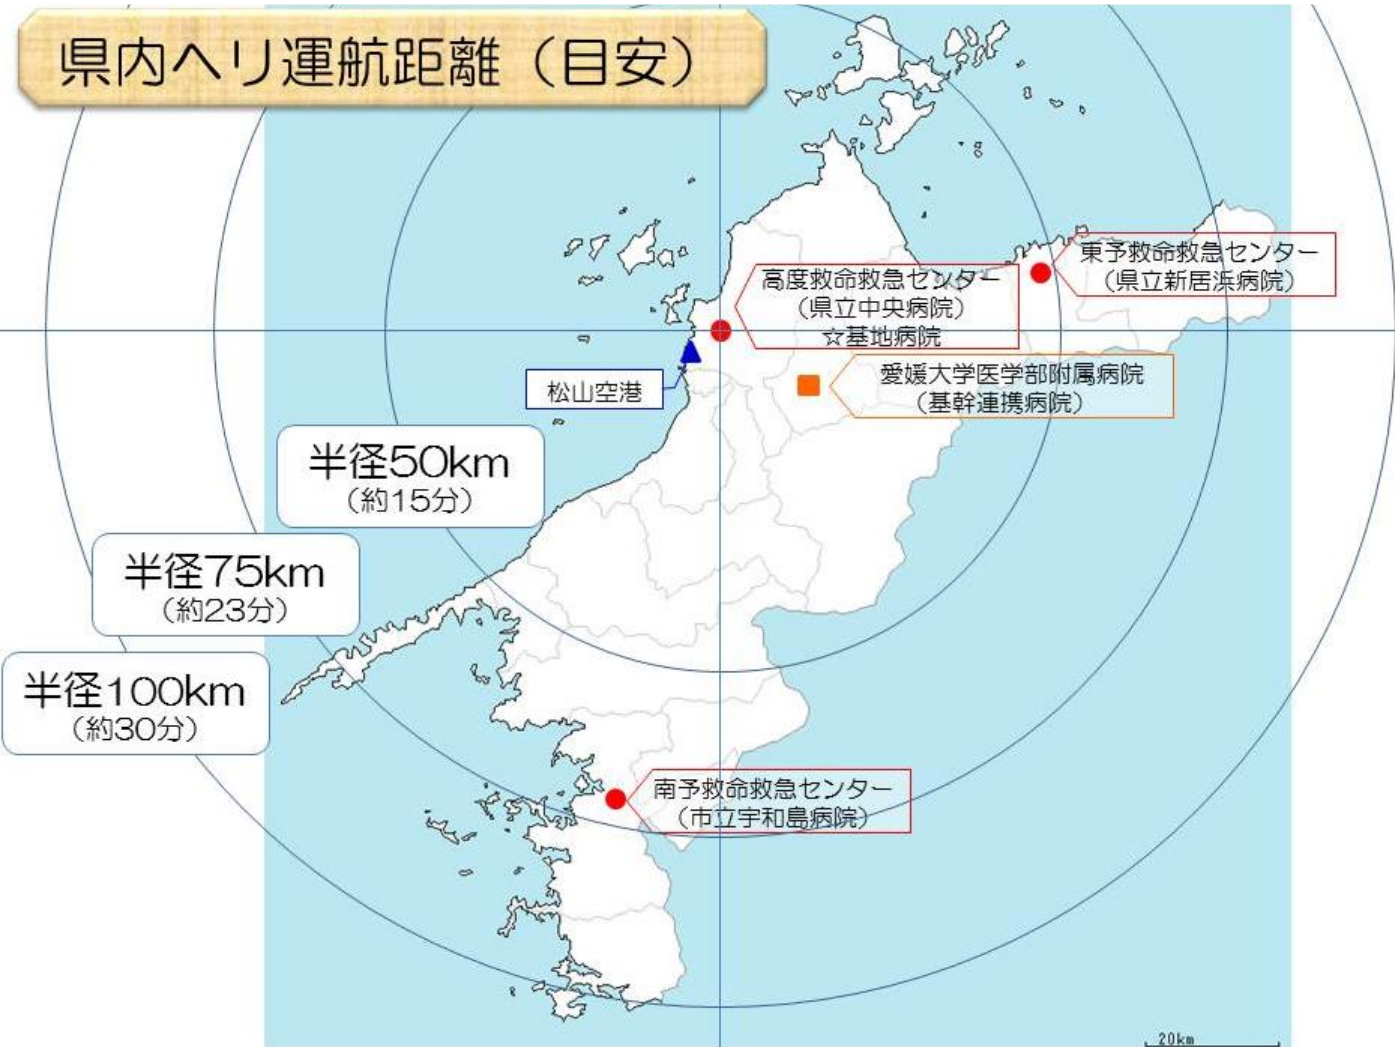 県内ヘリ運航距離（目安）
東予救命救急センター
（県立新居浜病院）
高度救命救急センター
（県立中央病院）
☆基地病院
愛媛大学医学部附属病院
（基幹連携病院）
松山空港
半径50km
（約15分）
半径75km
（約23分）
半径100km
（約30分）
南予救命救急センター
（市立宇和島病院）
20km